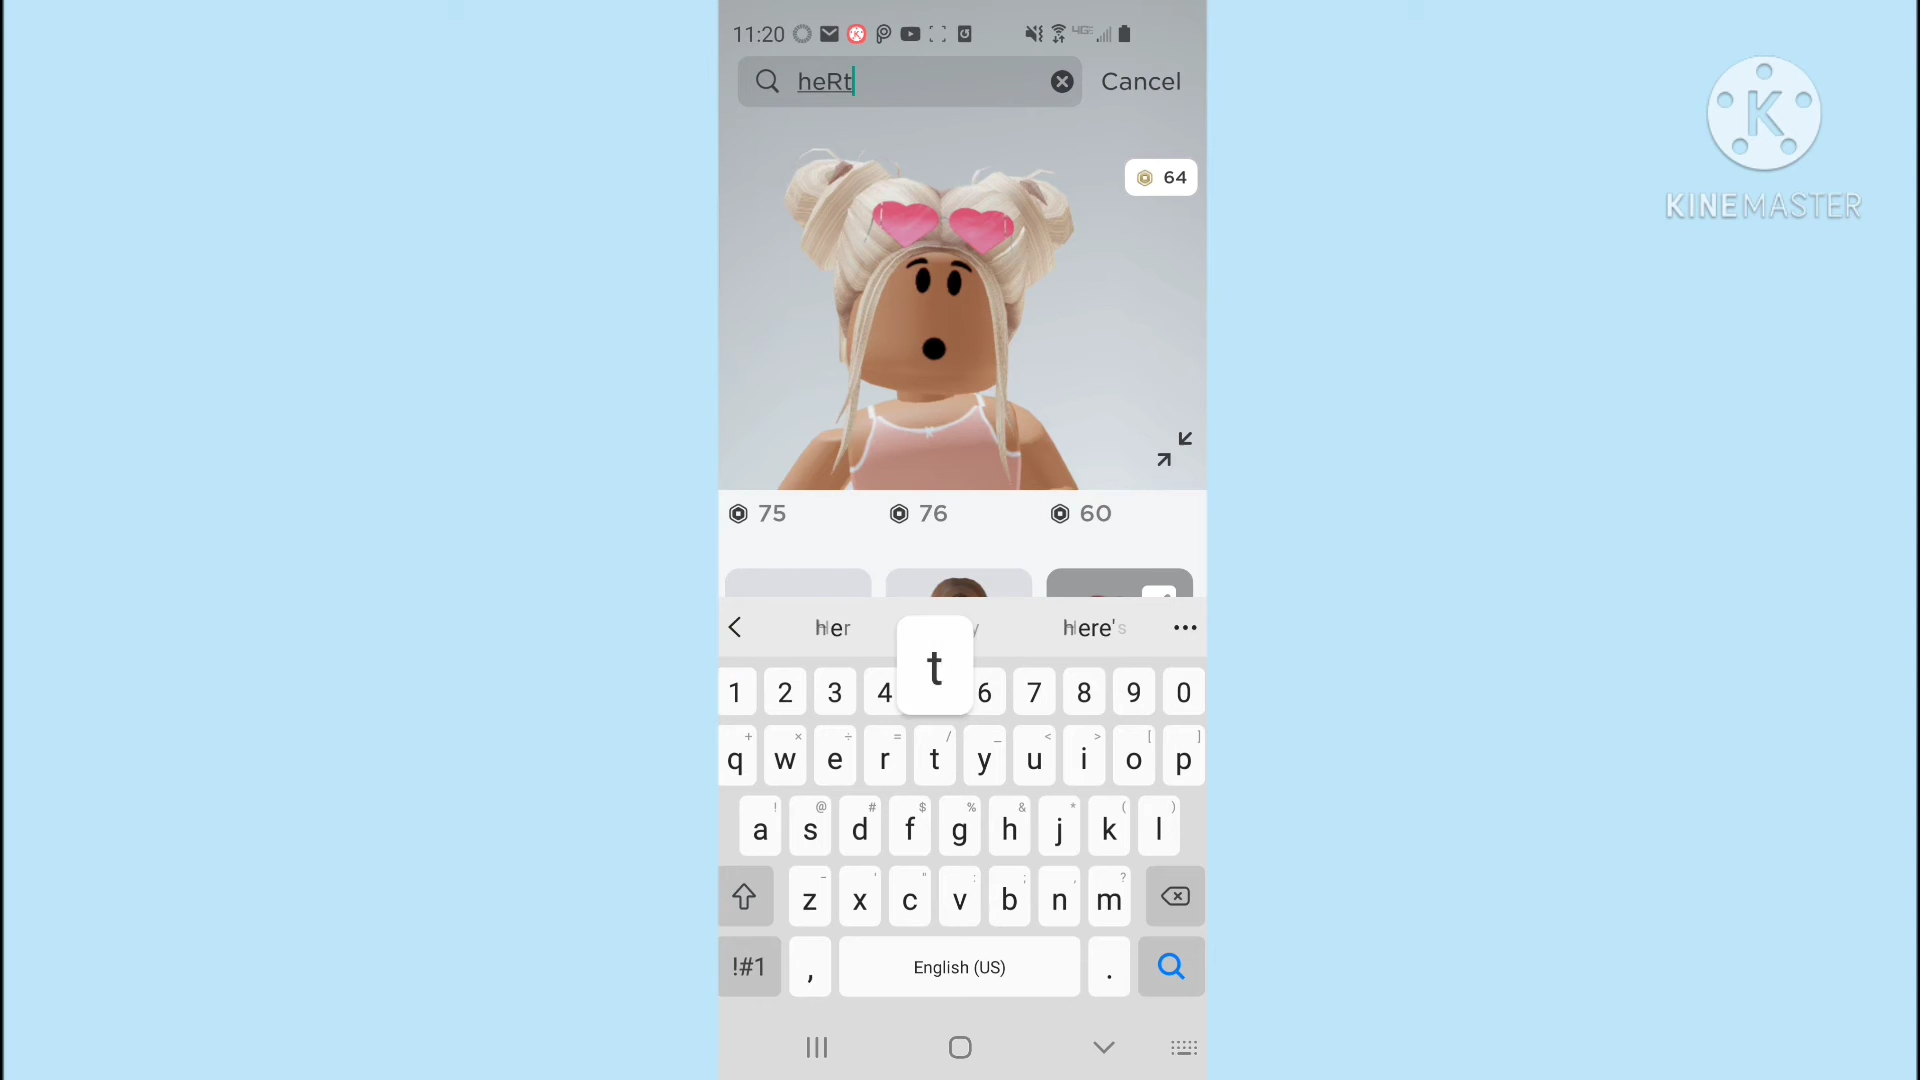 11:20
heRt
Cancel
64
75 76 60
her here's
t
1 2 3 4 6 7 8 9 0
+ × ÷ = / _ < > [ ]
q w e r t y u i o p
! @ # $ % & * ( )
a s d f g h j k l
- ' " : ; , ?
z x c v b n m
!#1 , English (US) .
K
KINEMASTER